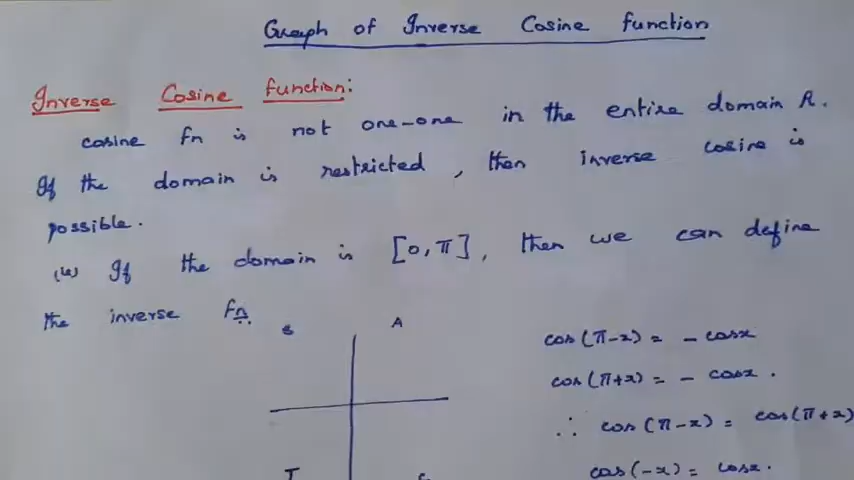 Graph of Inverse Cosine function
Inverse Cosine function:
cosine fn is not one-one in the entire domain R.
If the domain is restricted, then inverse cosine is
possible.
(ie) If the domain is [0, π], then we can define
the inverse fn.
S A
cos(π-x) = - cosx
cos(π+x) = - cosx.
∴ cos(π-x) = cos(π+x)
T C
cos(-x) = cosx.